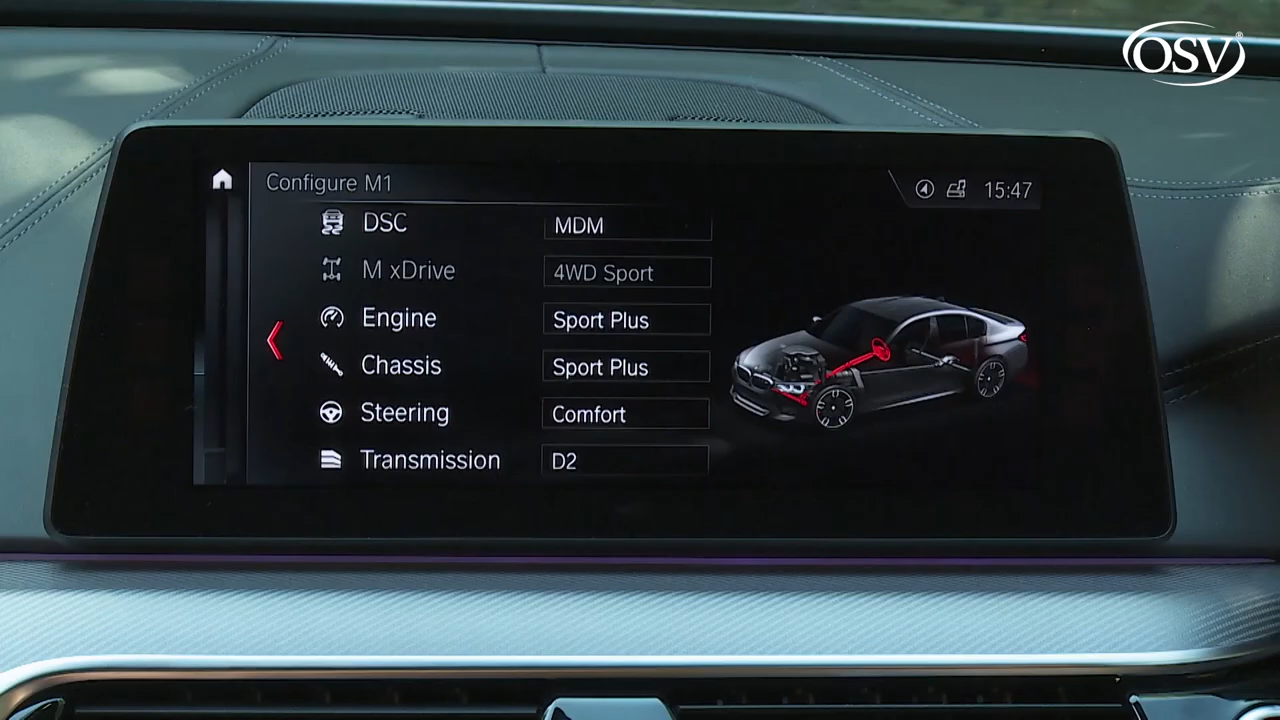 OSV®
Configure M1
15:47
DSC MDM
M xDrive 4WD Sport
Engine Sport Plus
Chassis Sport Plus
Steering Comfort
Transmission D2